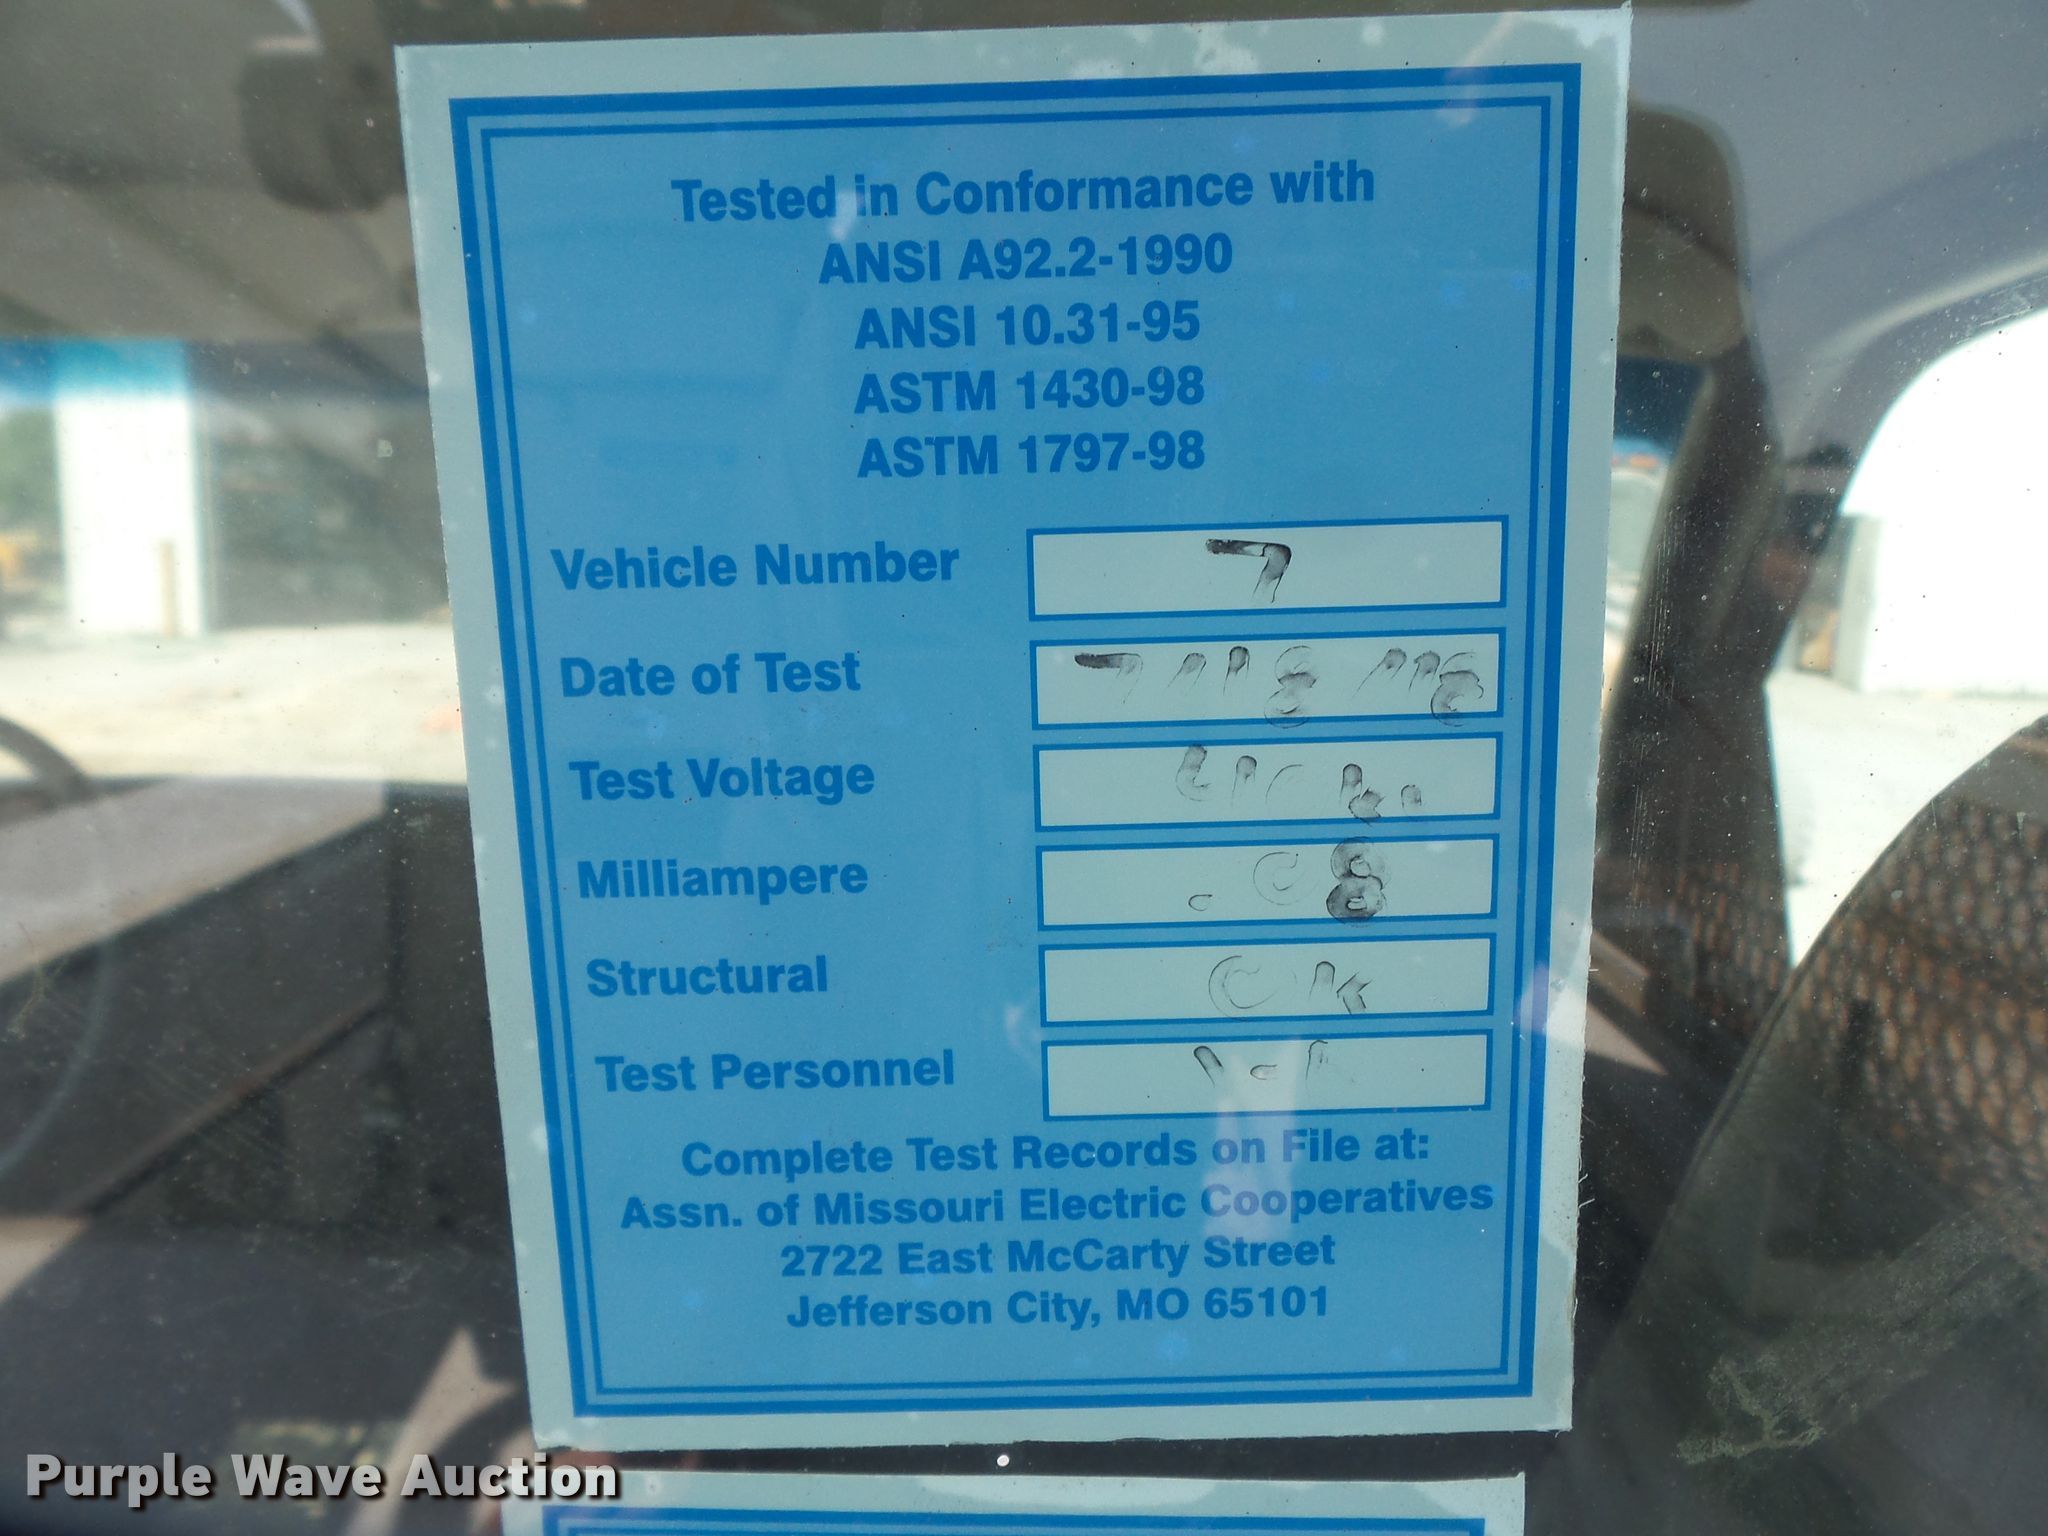 Tested in Conformance with
ANSI A92.2-1990
ANSI 10.31-95
ASTM 1430-98
ASTM 1797-98
Vehicle Number 7
Date of Test
Test Voltage
Milliampere .08
Structural OK
Test Personnel
Complete Test Records on File at:
Assn. of Missouri Electric Cooperatives
2722 East McCarty Street
Jefferson City, MO 65101
Purple Wave Auction